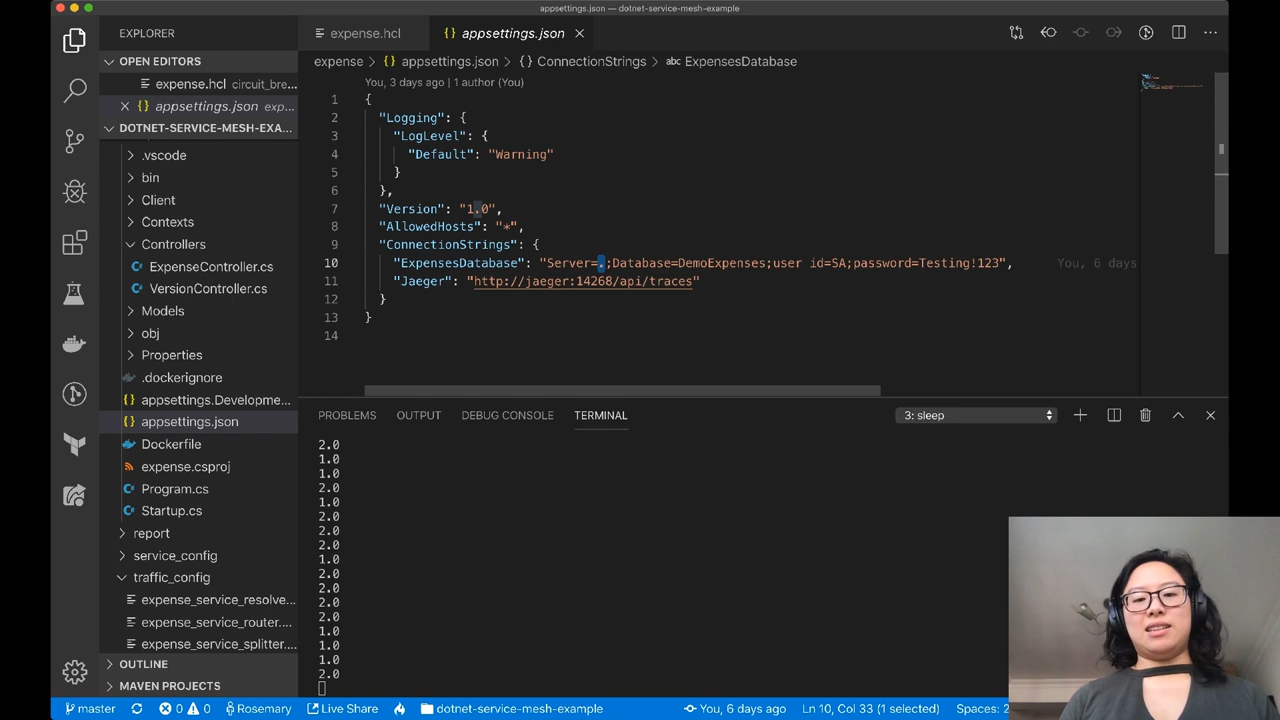 appsettings.json — dotnet-service-mesh-example
EXPLORER
OPEN EDITORS
expense.hcl circuit_bre...
appsettings.json exp...
DOTNET-SERVICE-MESH-EXA...
.vscode
bin
Client
Contexts
Controllers
ExpenseController.cs
VersionController.cs
Models
obj
Properties
.dockerignore
appsettings.Developme...
appsettings.json
Dockerfile
expense.csproj
Program.cs
Startup.cs
report
service_config
traffic_config
expense_service_resolve...
expense_service_router....
expense_service_splitter....
OUTLINE
MAVEN PROJECTS
expense.hcl
appsettings.json
expense > appsettings.json > {} ConnectionStrings > abc ExpensesDatabase
You, 3 days ago | 1 author (You)
1 {
2 "Logging": {
3 "LogLevel": {
4 "Default": "Warning"
5 }
6 },
7 "Version": "1.0",
8 "AllowedHosts": "*",
9 "ConnectionStrings": {
10 "ExpensesDatabase": "Server=.;Database=DemoExpenses;user id=SA;password=Testing!123", You, 6 days
11 "Jaeger": "http://jaeger:14268/api/traces"
12 }
13 }
14
PROBLEMS OUTPUT DEBUG CONSOLE TERMINAL 3: sleep
2.0
1.0
1.0
2.0
1.0
2.0
2.0
2.0
1.0
2.0
2.0
2.0
2.0
1.0
1.0
1.0
2.0
master 0 0 Rosemary Live Share dotnet-service-mesh-example You, 6 days ago Ln 10, Col 33 (1 selected) Spaces: 2